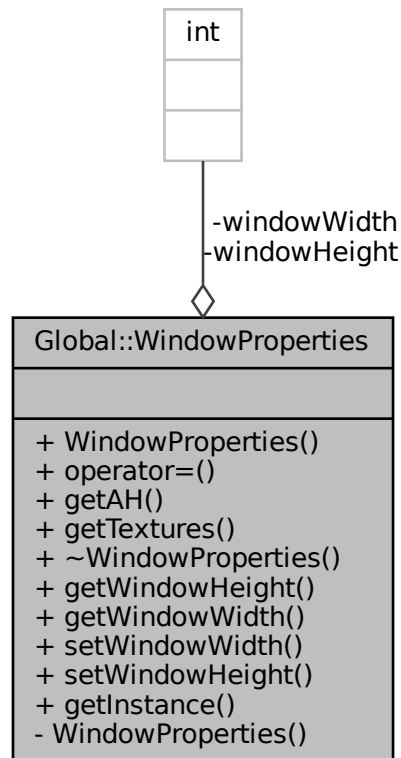 int
-windowWidth
-windowHeight
Global::WindowProperties
+ WindowProperties()
+ operator=()
+ getAH()
+ getTextures()
+ ~WindowProperties()
+ getWindowHeight()
+ getWindowWidth()
+ setWindowWidth()
+ setWindowHeight()
+ getInstance()
- WindowProperties()